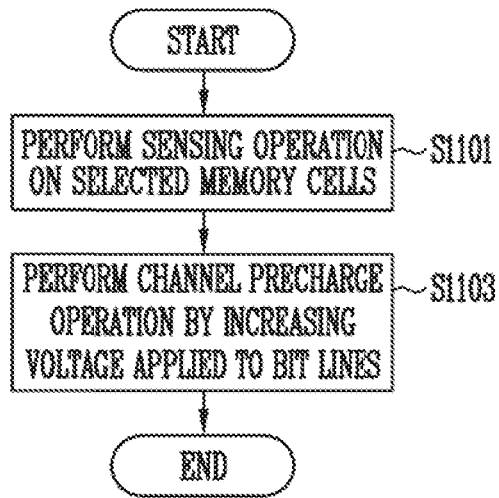 START
PERFORM SENSING OPERATION
ON SELECTED MEMORY CELLS
S1101
PERFORM CHANNEL PRECHARGE
OPERATION BY INCREASING
VOLTAGE APPLIED TO BIT LINES
S1103
END